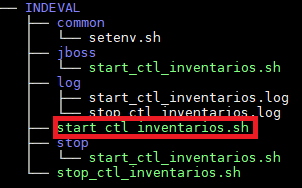 ── INDEVAL
├── common
│   └── setenv.sh
├── jboss
│   └── start_ctl_inventarios.sh
├── log
│   ├── start_ctl_inventarios.log
│   └── stop_ctl_inventarios.log
├── start_ctl_inventarios.sh
├── stop
│   └── start_ctl_inventarios.sh
└── stop_ctl_inventarios.sh